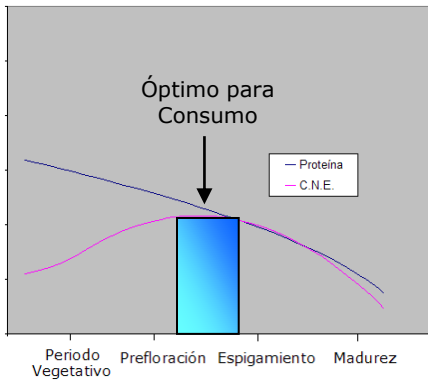 Óptimo para
Consumo
Proteína
C.N.E.
Periodo
Vegetativo
Prefloración
Espigamiento
Madurez